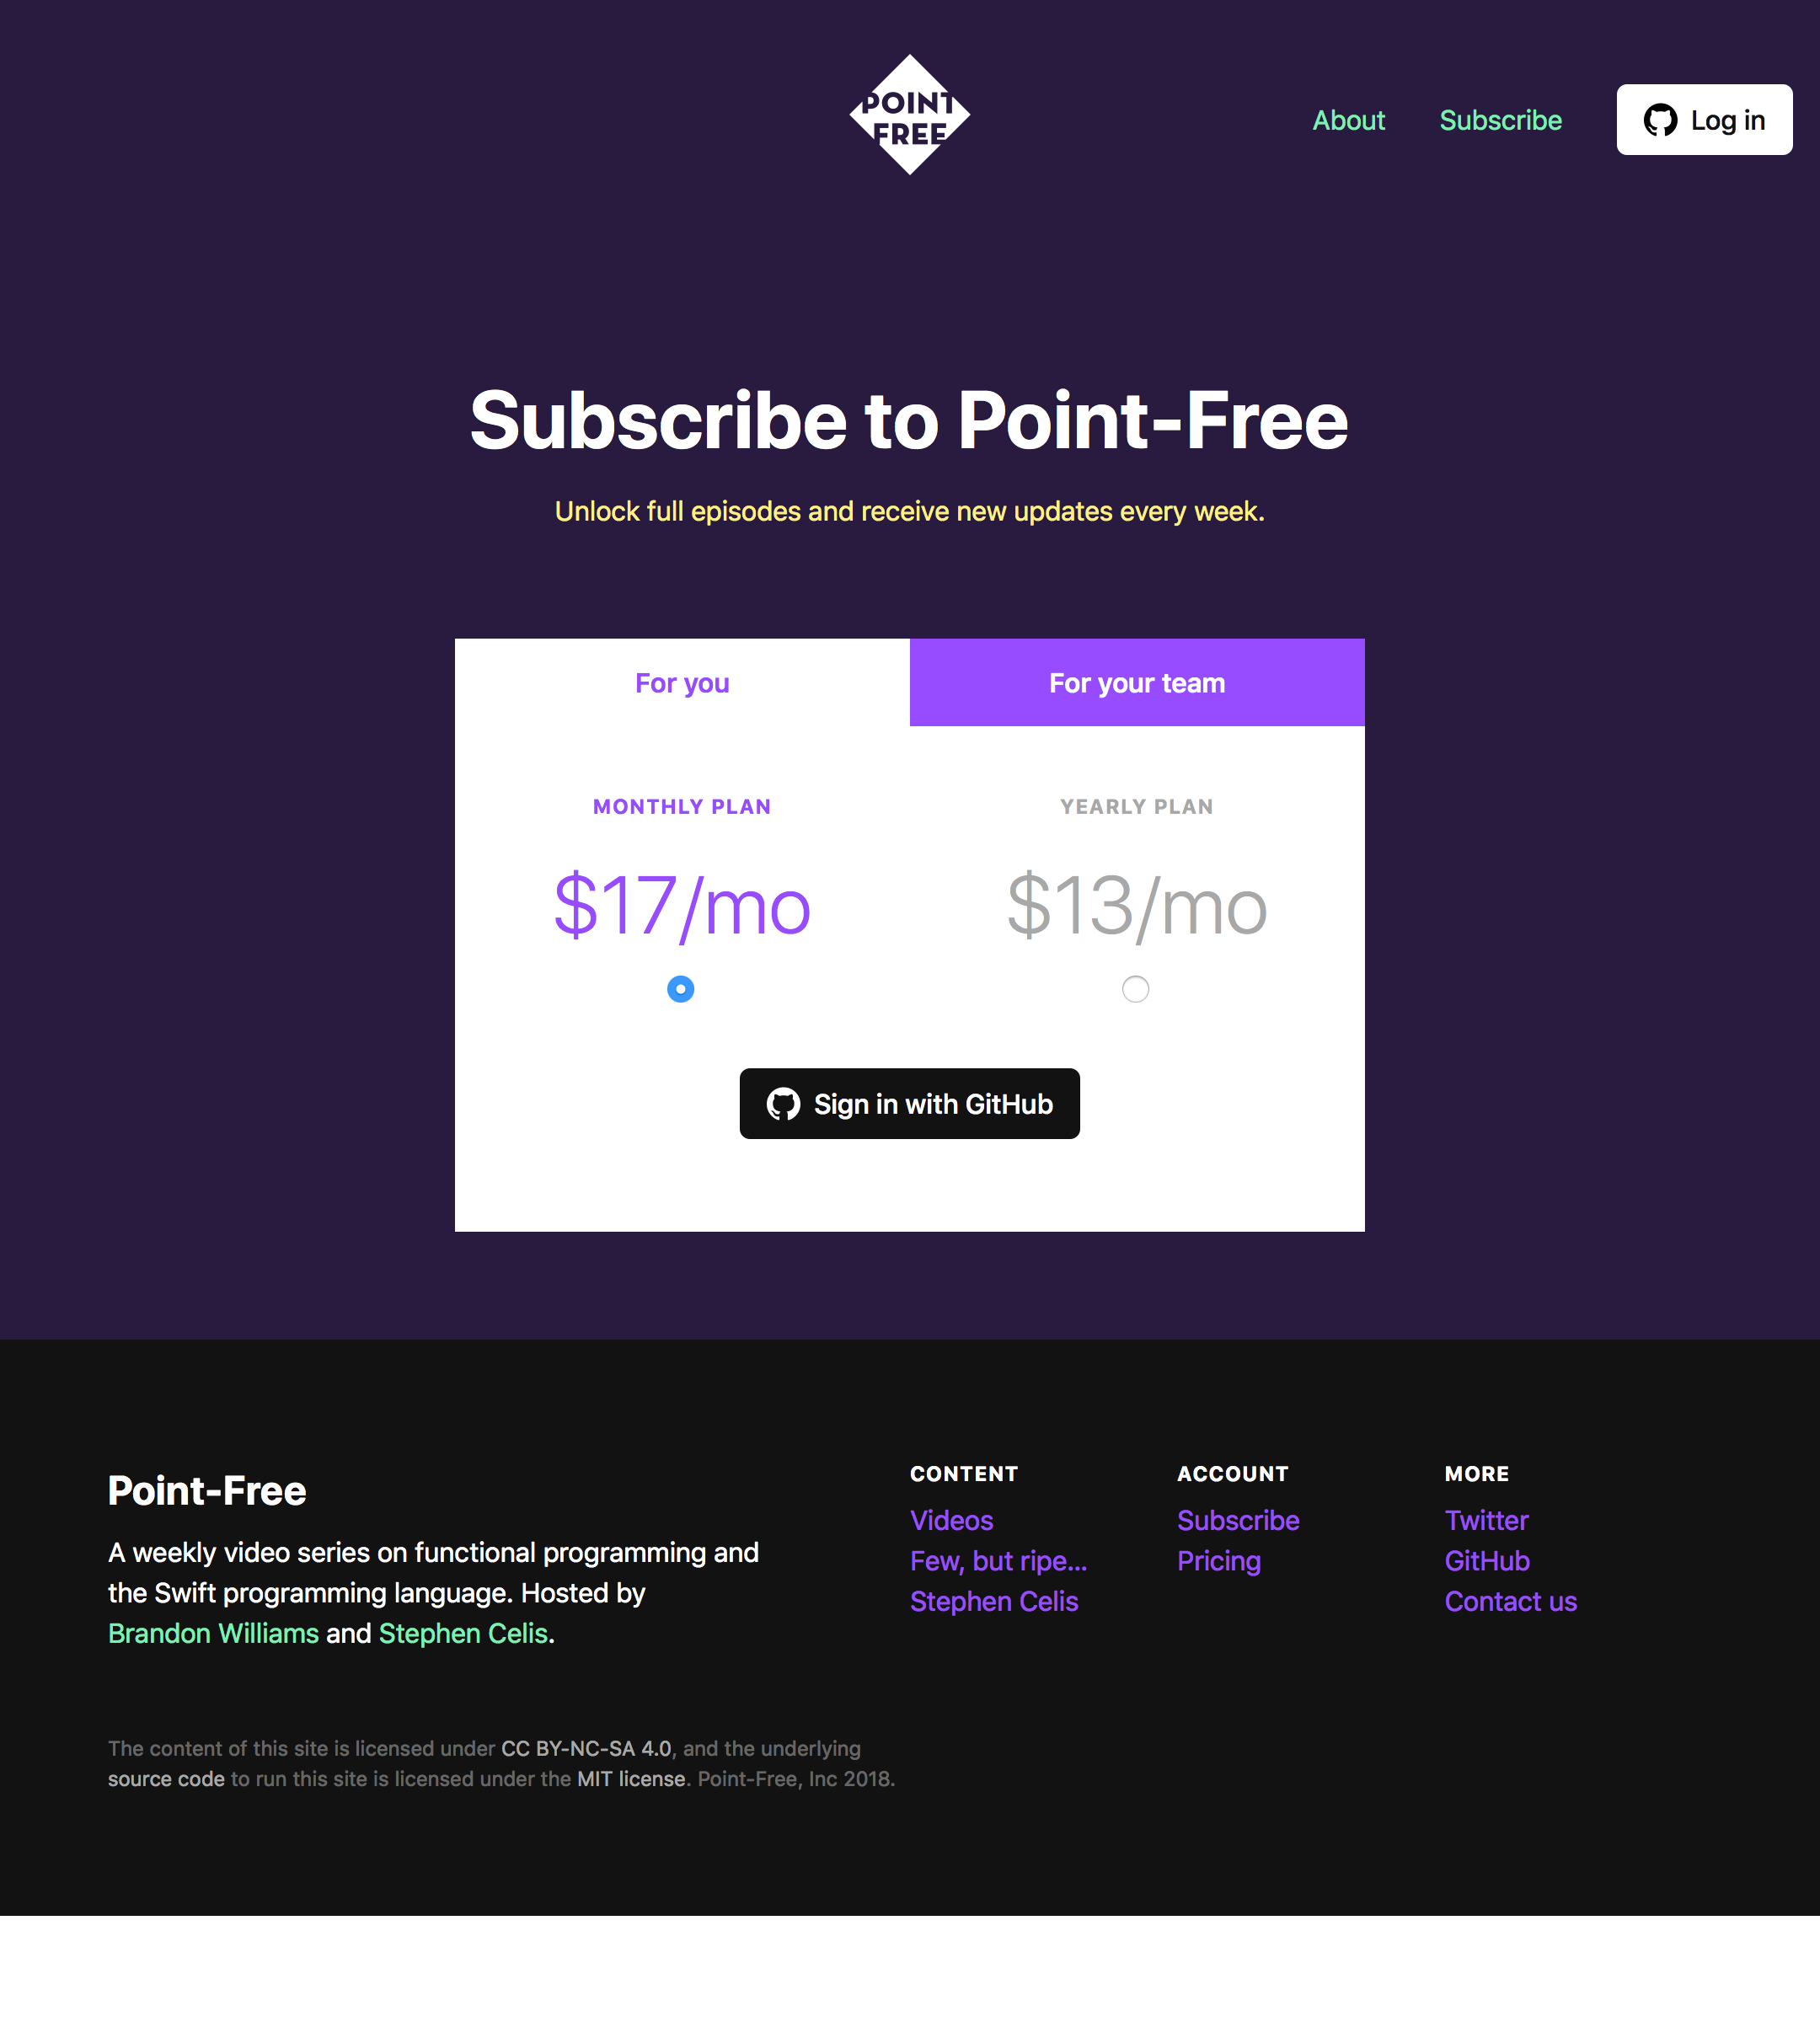 POINT
FREE
About
Subscribe
Log in
Subscribe to Point-Free
Unlock full episodes and receive new updates every week.
For you
For your team
MONTHLY PLAN
YEARLY PLAN
$17/mo
$13/mo
Sign in with GitHub
Point-Free
A weekly video series on functional programming and
the Swift programming language. Hosted by
Brandon Williams and Stephen Celis.
CONTENT
Videos
Few, but ripe...
Stephen Celis
ACCOUNT
Subscribe
Pricing
MORE
Twitter
GitHub
Contact us
The content of this site is licensed under CC BY-NC-SA 4.0, and the underlying
source code to run this site is licensed under the MIT license. Point-Free, Inc 2018.